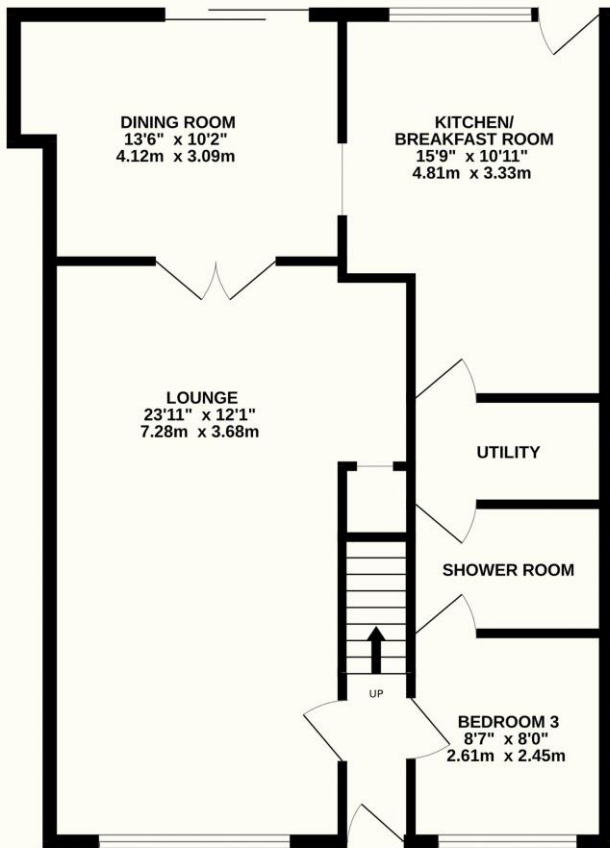 DINING ROOM
13'6" x 10'2"
4.12m x 3.09m
KITCHEN/
BREAKFAST ROOM
15'9" x 10'11"
4.81m x 3.33m
LOUNGE
23'11" x 12'1"
7.28m x 3.68m
UTILITY
SHOWER ROOM
UP
BEDROOM 3
8'7" x 8'0"
2.61m x 2.45m